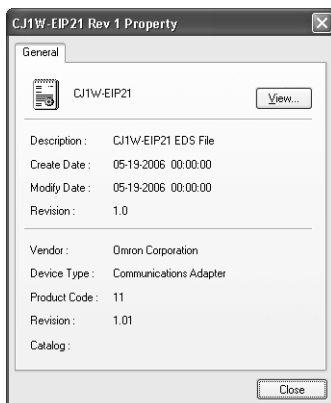 CJ1W-EIP21 Rev 1 Property
General
CJ1W-EIP21
View...
Description : CJ1W-EIP21 EDS File
Create Date : 05-19-2006 00:00:00
Modify Date : 05-19-2006 00:00:00
Revision : 1.0
Vendor : Omron Corporation
Device Type : Communications Adapter
Product Code : 11
Revision : 1.01
Catalog :
Close